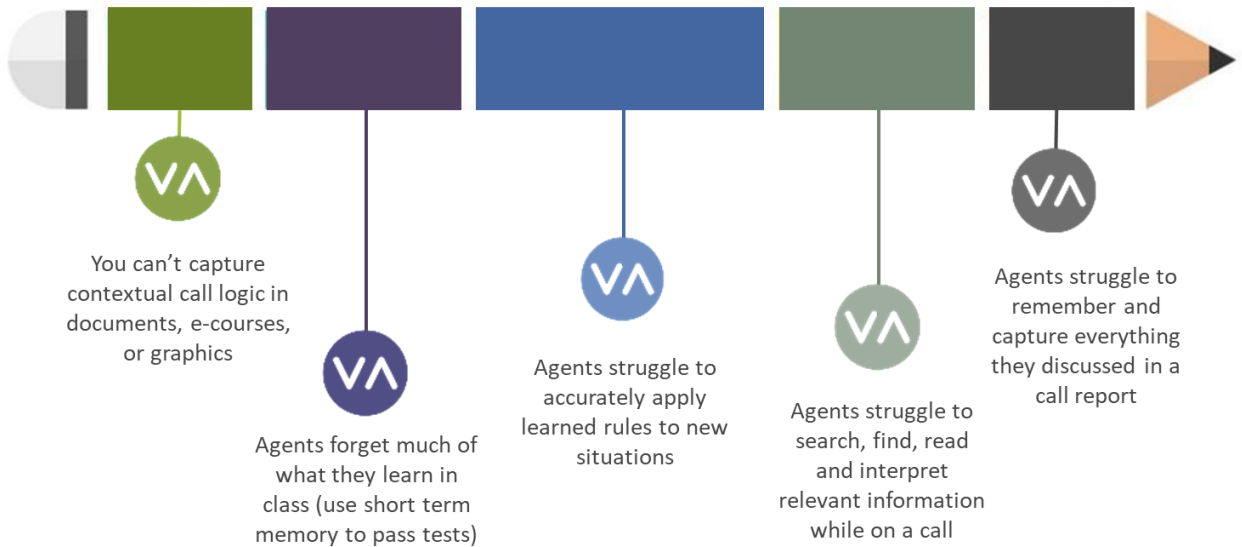 VA
You can’t capture
contextual call logic in
documents, e-courses,
or graphics
VA
Agents forget much of
what they learn in
class (use short term
memory to pass tests)
VA
Agents struggle to
accurately apply
learned rules to new
situations
VA
Agents struggle to
search, find, read
and interpret
relevant information
while on a call
VA
Agents struggle to
remember and
capture everything
they discussed in a
call report